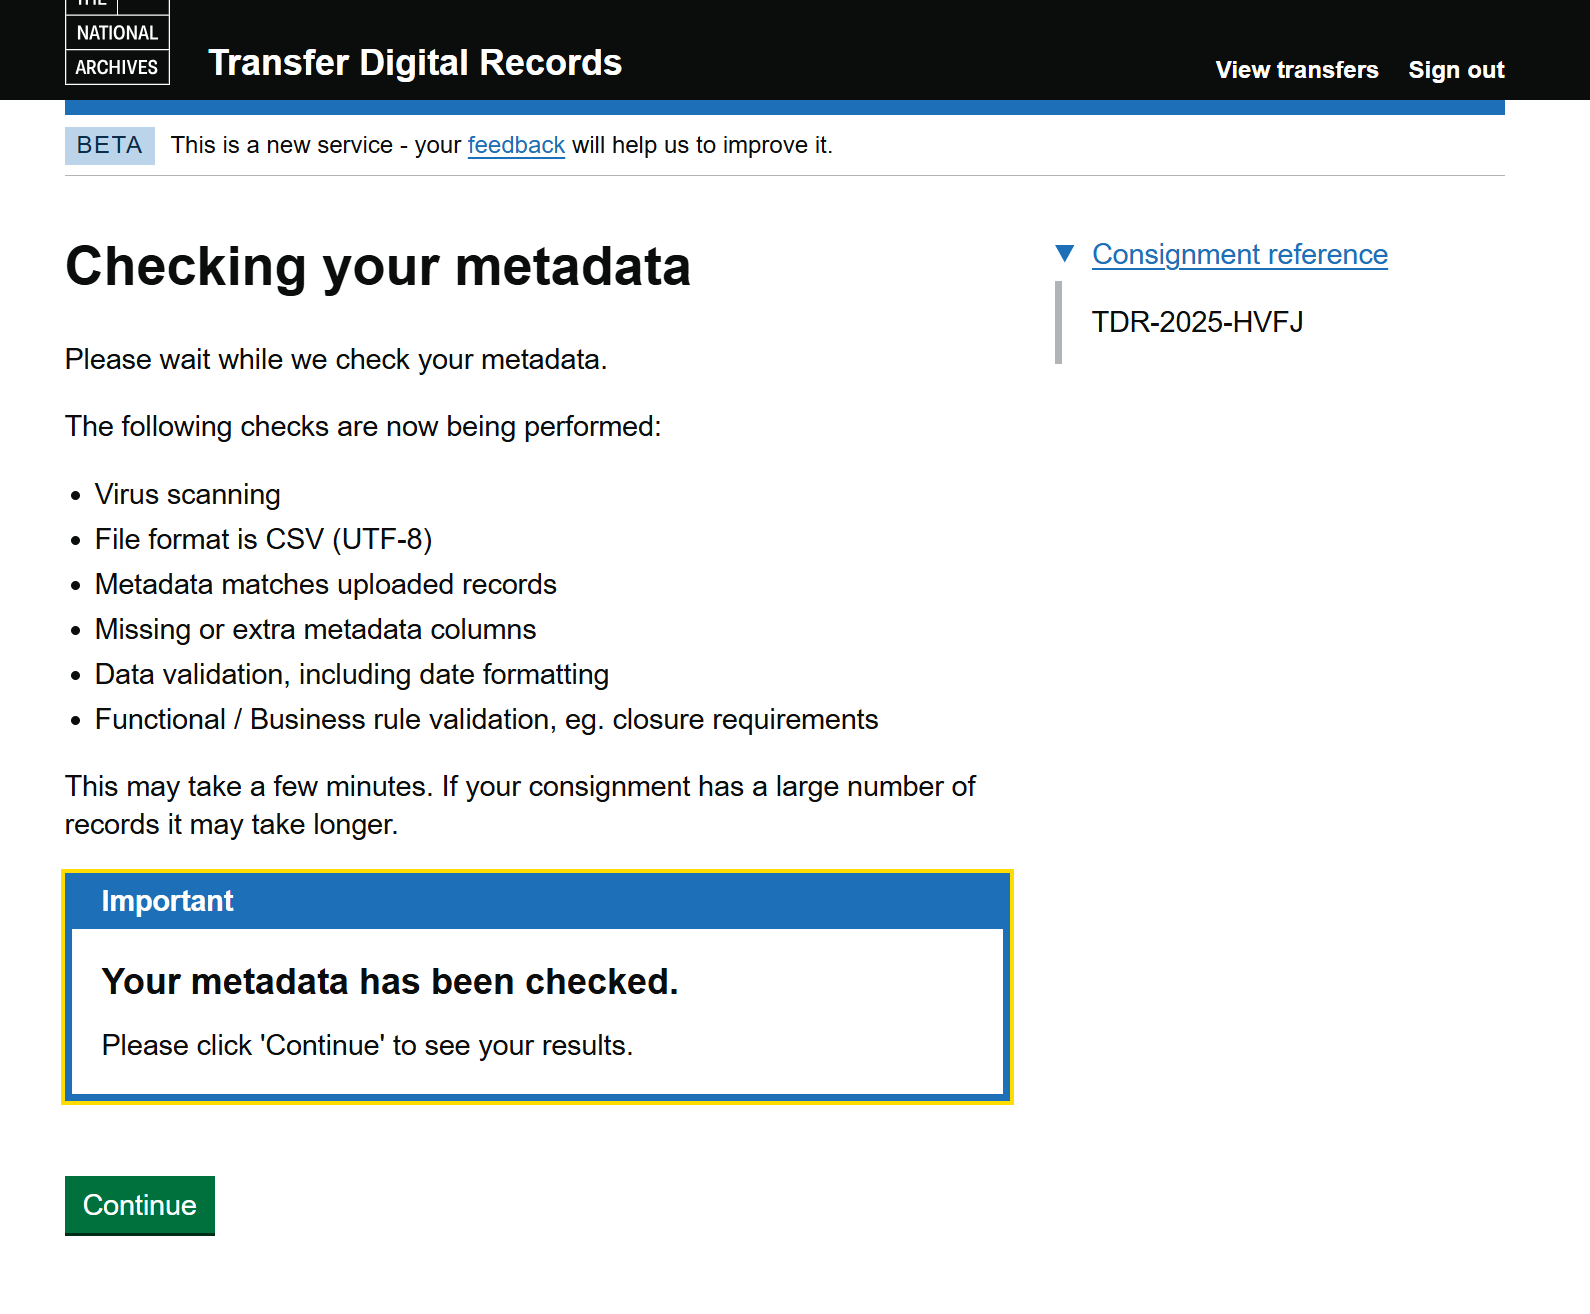 THE
NATIONAL
ARCHIVES
Transfer Digital Records
View transfers
Sign out
BETA
This is a new service - your feedback will help us to improve it.
Checking your metadata
Please wait while we check your metadata.
The following checks are now being performed:
• Virus scanning
• File format is CSV (UTF-8)
• Metadata matches uploaded records
• Missing or extra metadata columns
• Data validation, including date formatting
• Functional / Business rule validation, eg. closure requirements
This may take a few minutes. If your consignment has a large number of
records it may take longer.
Important
Your metadata has been checked.
Please click 'Continue' to see your results.
Continue
▼ Consignment reference
TDR-2025-HVFJ